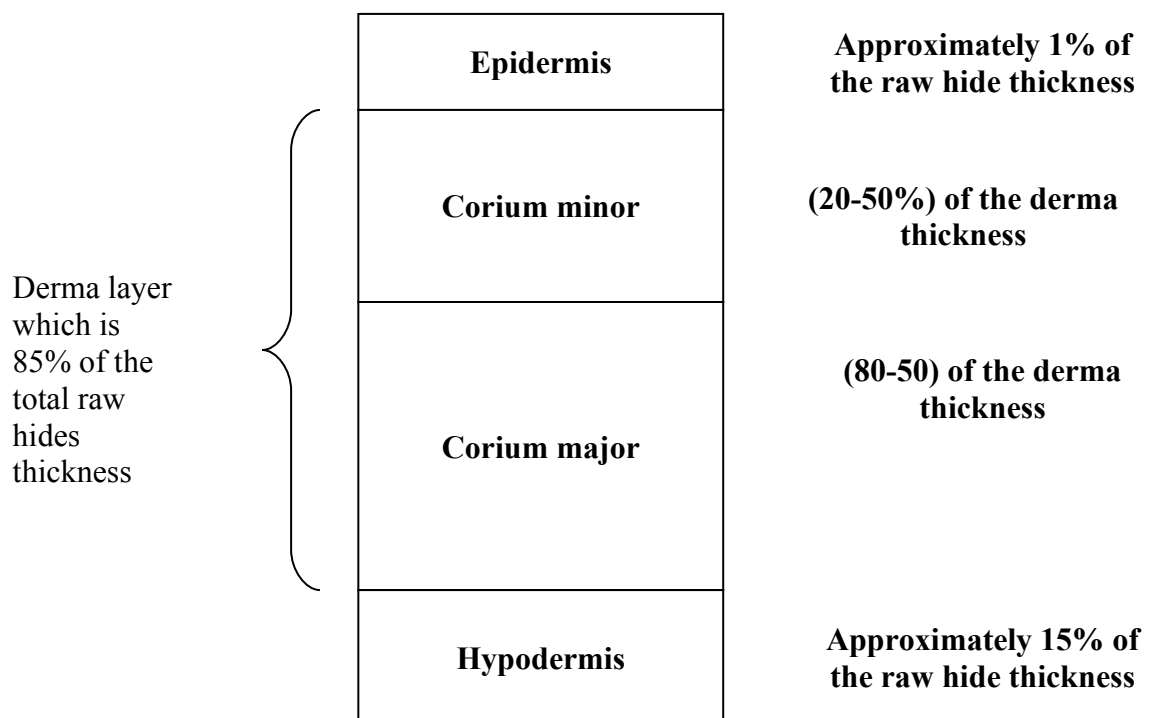 Epidermis
Approximately 1% of
the raw hide thickness
Corium minor
(20-50%) of the derma
thickness
Derma layer
which is
85% of the
total raw
hides
thickness
Corium major
(80-50) of the derma
thickness
Hypodermis
Approximately 15% of
the raw hide thickness